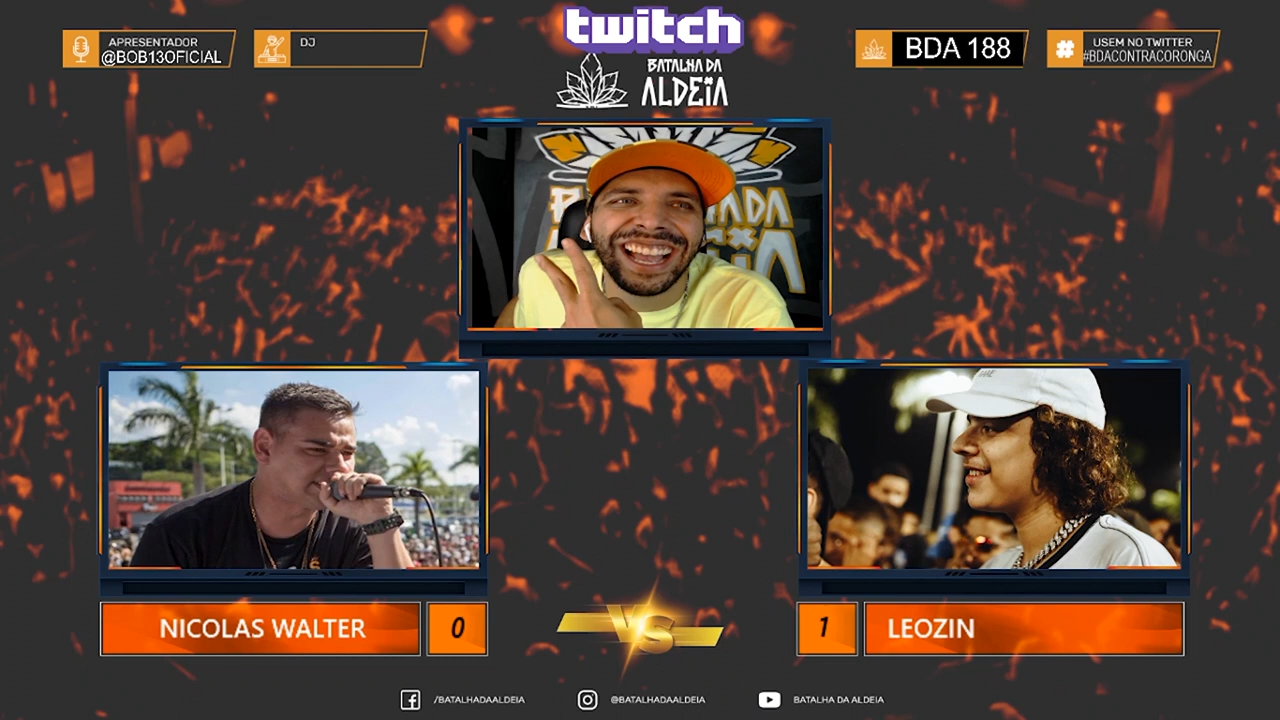 twitch
APRESENTADOR
@BOB13OFICIAL
DJ
BATALHA DA
ALDEIA
BDA 188
#
USEM NO TWITTER
#BDACONTRACORONGA
NICOLAS WALTER
0
VS
1
LEOZIN
/BATALHADAALDEIA
@BATALHADAALDEIA
BATALHA DA ALDEIA